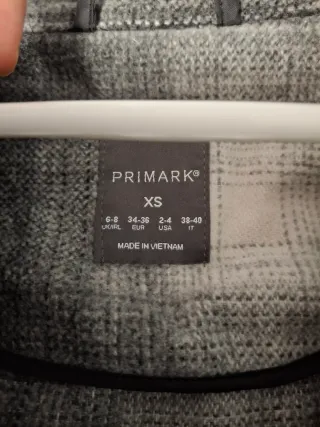 PRIMARK®
XS
6-8 34-36 2-4 38-40
UK/IRL EUR USA IT
MADE IN VIETNAM